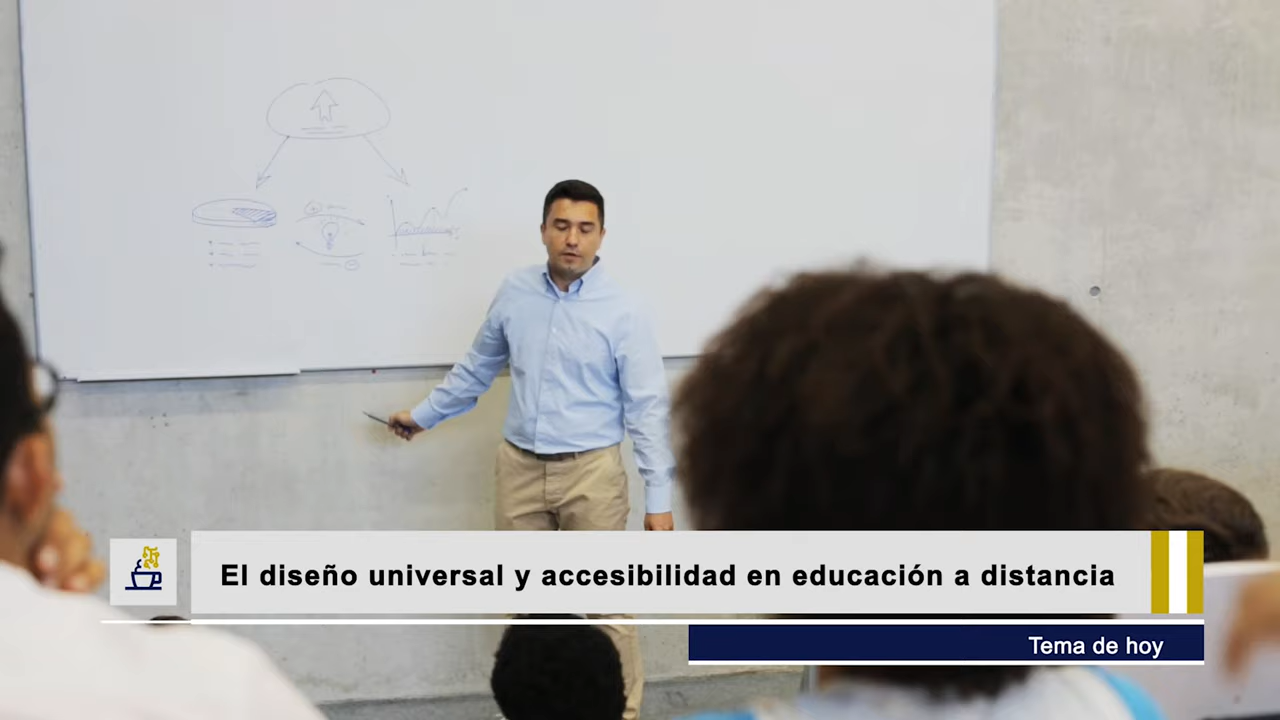 El diseño universal y accesibilidad en educación a distancia
Tema de hoy